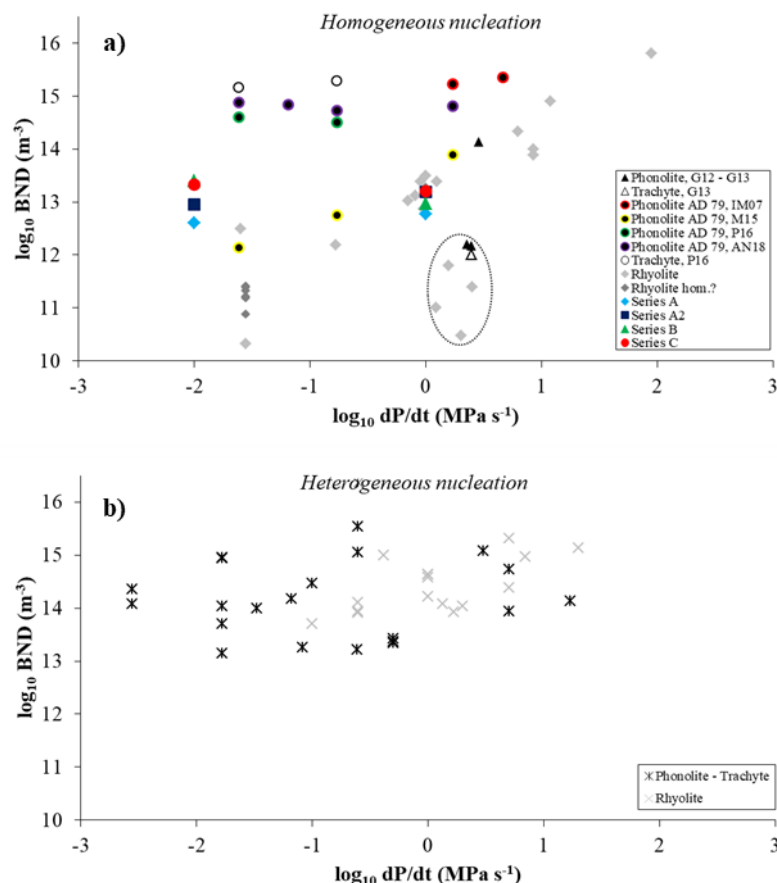 Homogeneous nucleation
a)
16
15
14
13
12
11
10
log₁₀ BND (m⁻³)
-3
-2
-1
0
1
2
3
log₁₀ dP/dt (MPa s⁻¹)
Phonolite, G12 - G13
Trachyte, G13
Phonolite AD 79, IM07
Phonolite AD 79, M15
Phonolite AD 79, P16
Phonolite AD 79, AN18
Trachyte, P16
Rhyolite
Rhyolite hom.?
Series A
Series A2
Series B
Series C
Heterogeneous nucleation
b)
16
15
14
13
12
11
10
log₁₀ BND (m⁻³)
-3
-2
-1
0
1
2
3
log₁₀ dP/dt (MPa s⁻¹)
Phonolite - Trachyte
Rhyolite